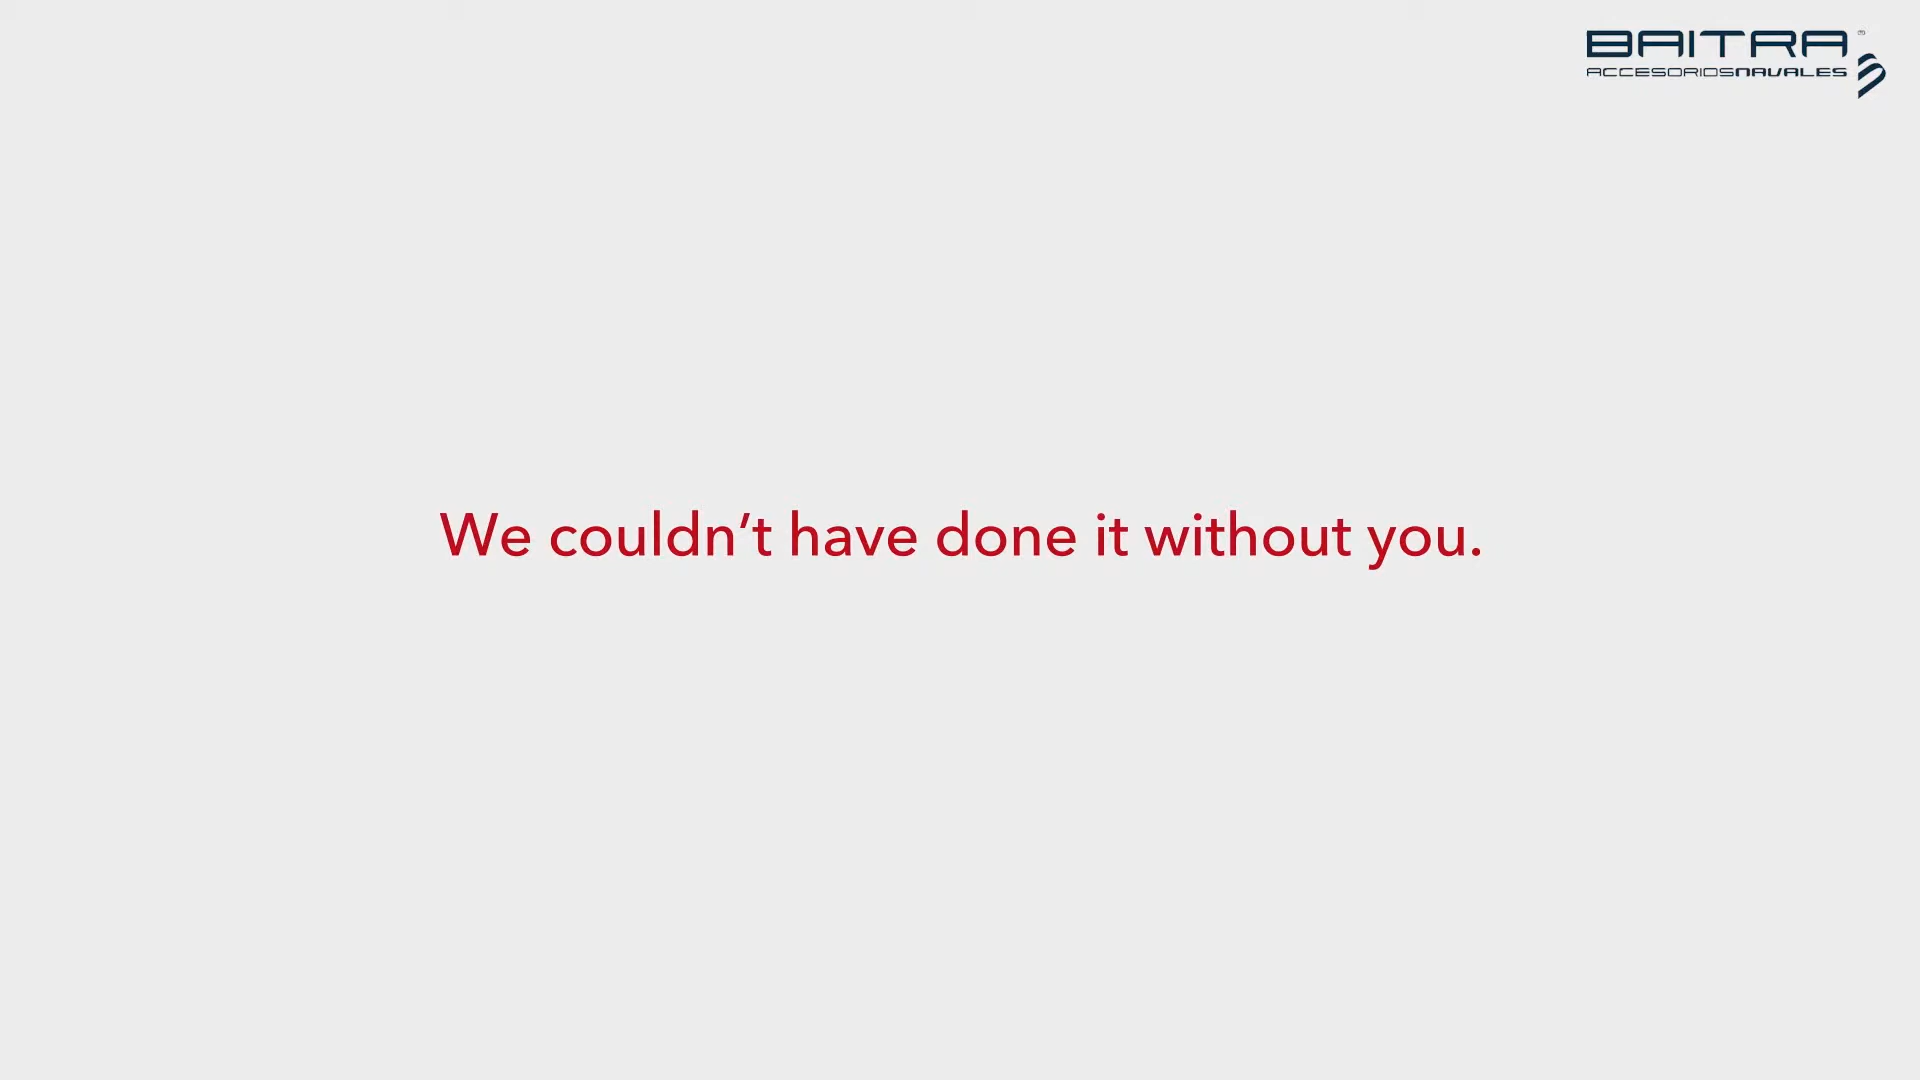 BAITRA
ACCESORIOSNAVALES
We couldn’t have done it without you.